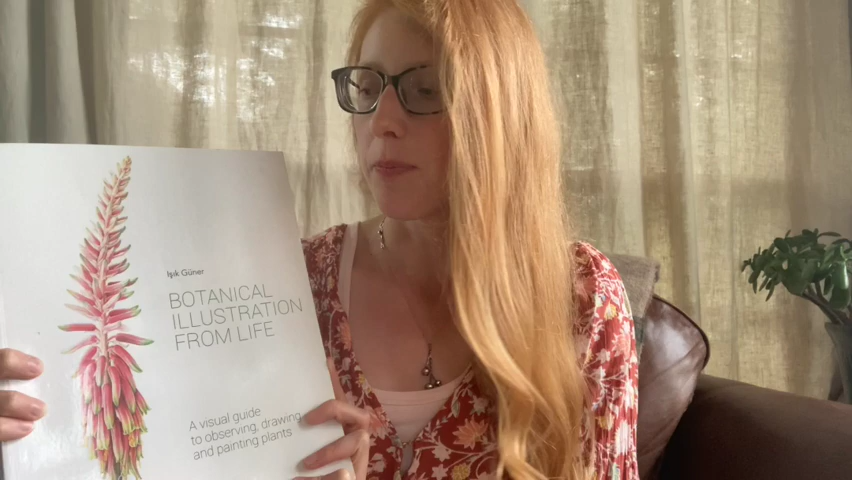 Işık Güner
BOTANICAL
ILLUSTRATION
FROM LIFE
A visual guide
to observing, drawing
and painting plants